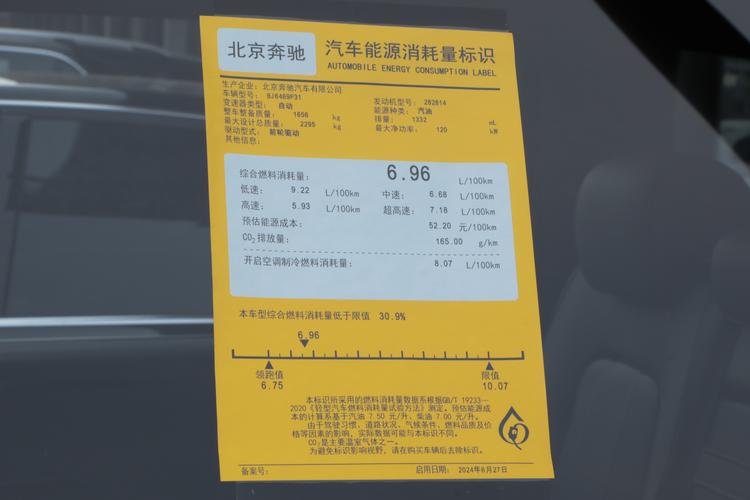 北京奔驰 汽车能源消耗量标识
AUTOMOBILE ENERGY CONSUMPTION LABEL
生产企业: 北京奔驰汽车有限公司
车辆型号: BJ6469P31 发动机型号: 282814
变速器类型: 自动 能源种类: 汽油
整车整备质量: 1656 kg 排量: 1332 mL
最大设计总质量: 2295 kg 最大净功率: 120 kW
驱动型式: 前轮驱动
其他信息:
综合燃料消耗量: 6.96 L/100km
低速: 9.22 L/100km 中速: 6.68 L/100km
高速: 5.93 L/100km 超高速: 7.18 L/100km
预估能源成本: 52.20 元/100km
CO₂排放量: 165.00 g/km
开启空调制冷燃料消耗量: 8.07 L/100km
本车型综合燃料消耗量低于限值 30.9%
6.96
领跑值 限值
6.75 10.07
本标识所采用的燃料消耗量数据系根据GB/T 19233—
2020《轻型汽车燃料消耗量试验方法》测定。预估能源成
本的计算系基于汽油 7.50 元/升、柴油 7.00 元/升。
由于驾驶习惯、道路状况、气候条件、燃料品质及价
格等因素的影响, 实际数据可能与本标识不同。
CO₂是主要温室气体之一。
为避免标识影响视野, 请在购买车辆后去除标识。
备案号: 启用日期: 2024年6月27日